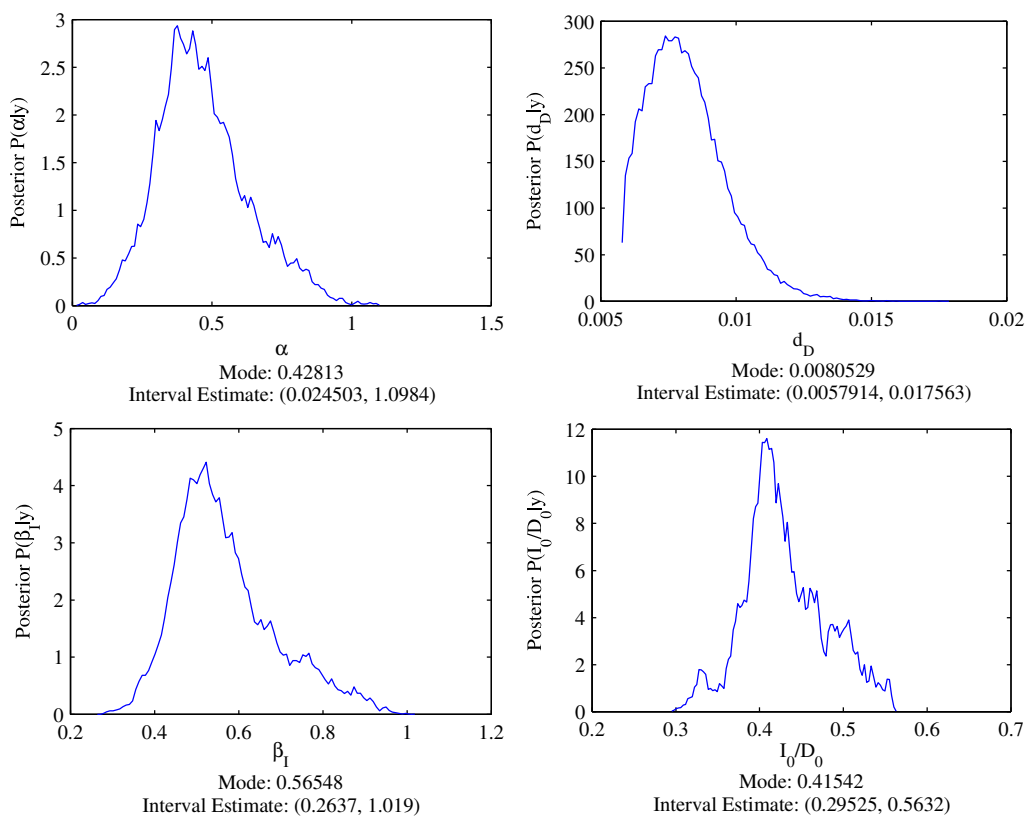 3
2.5
2
1.5
1
0.5
0
0
0.5
1
1.5
Posterior P(α|y)
α
Mode: 0.42813
Interval Estimate: (0.024503, 1.0984)
300
250
200
150
100
50
0
0.005
0.01
0.015
0.02
Posterior P(d_D|y)
d_D
Mode: 0.0080529
Interval Estimate: (0.0057914, 0.017563)
5
4
3
2
1
0
0.2
0.4
0.6
0.8
1
1.2
Posterior P(β_I|y)
β_I
Mode: 0.56548
Interval Estimate: (0.2637, 1.019)
12
10
8
6
4
2
0
0.2
0.3
0.4
0.5
0.6
0.7
Posterior P(I_0/D_0|y)
I_0/D_0
Mode: 0.41542
Interval Estimate: (0.29525, 0.5632)